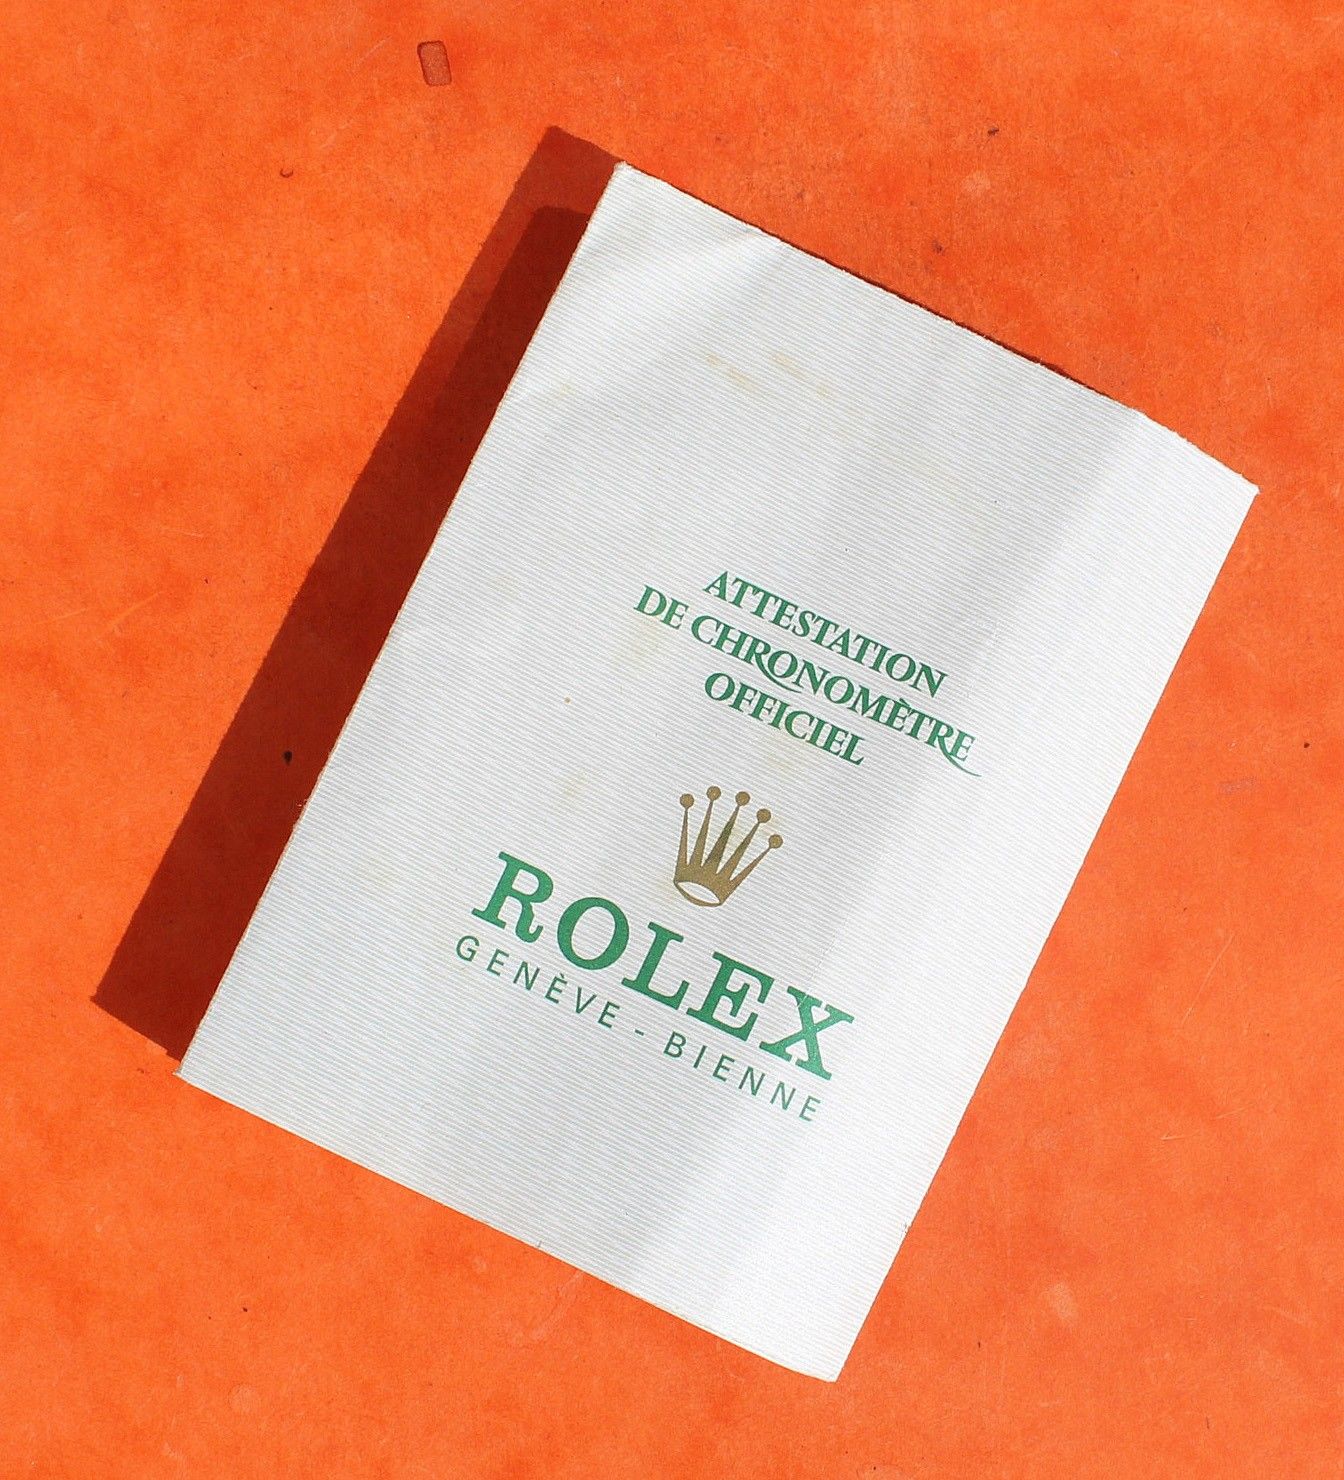 ATTESTATION
DE CHRONOMÈTRE
OFFICIEL
ROLEX
GENÈVE - BIENNE